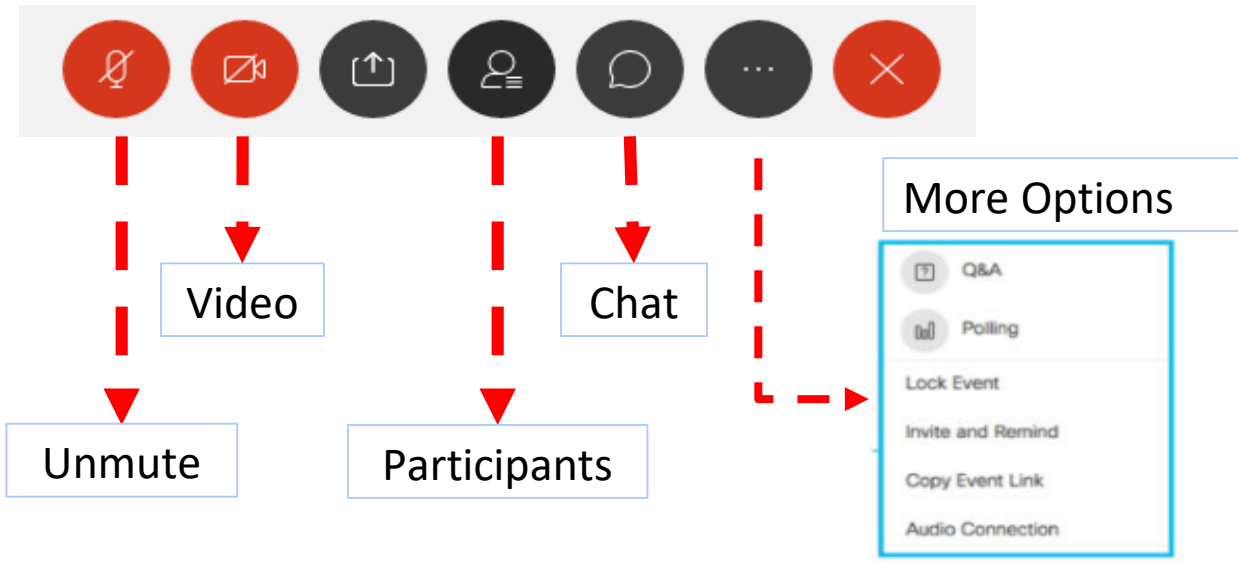 More Options
Q&A
Polling
Video
Chat
Lock Event
Invite and Remind
Unmute
Participants
Copy Event Link
Audio Connection